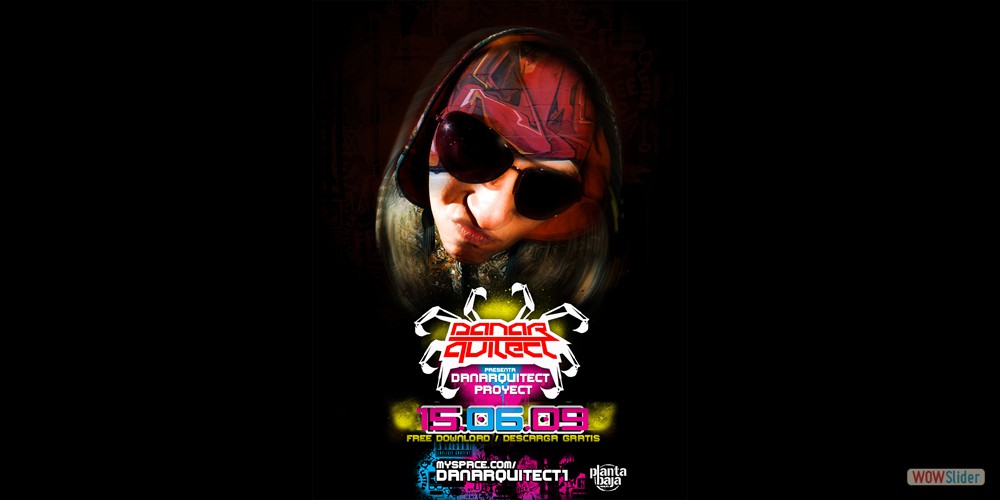 DANAR
QUITECT
PRESENTA
DANARQUITECT
PROYECT
15.06.09
FREE DOWNLOAD / DESCARGA GRATIS
MYSPACE.COM/
DANARQUITECT1
planta
baja
WOWSlider